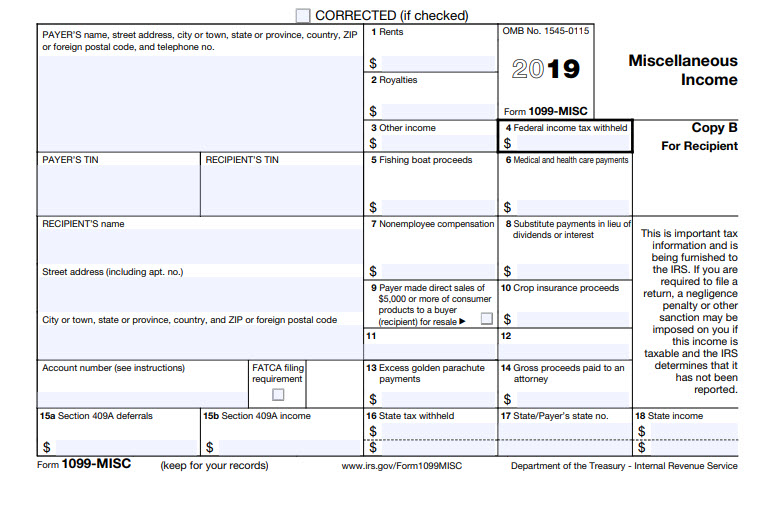 CORRECTED (if checked)
PAYER'S name, street address, city or town, state or province, country, ZIP
or foreign postal code, and telephone no.
1 Rents
$
2 Royalties
$
OMB No. 1545-0115
2019
Form 1099-MISC
Miscellaneous
Income
3 Other income
$
4 Federal income tax withheld
$
Copy B
For Recipient
PAYER'S TIN
RECIPIENT'S TIN
5 Fishing boat proceeds
$
6 Medical and health care payments
$
RECIPIENT'S name
7 Nonemployee compensation
$
8 Substitute payments in lieu of
dividends or interest
$
This is important tax
information and is
being furnished to
the IRS. If you are
required to file a
return, a negligence
penalty or other
sanction may be
imposed on you if
this income is
taxable and the IRS
determines that it
has not been
reported.
Street address (including apt. no.)
9 Payer made direct sales of
$5,000 or more of consumer
products to a buyer
(recipient) for resale ▶
10 Crop insurance proceeds
$
City or town, state or province, country, and ZIP or foreign postal code
11
12
Account number (see instructions)
FATCA filing
requirement
13 Excess golden parachute
payments
$
14 Gross proceeds paid to an
attorney
$
15a Section 409A deferrals
$
15b Section 409A income
$
16 State tax withheld
$
$
17 State/Payer's state no.
18 State income
$
$
Form 1099-MISC
(keep for your records)
www.irs.gov/Form1099MISC
Department of the Treasury - Internal Revenue Service